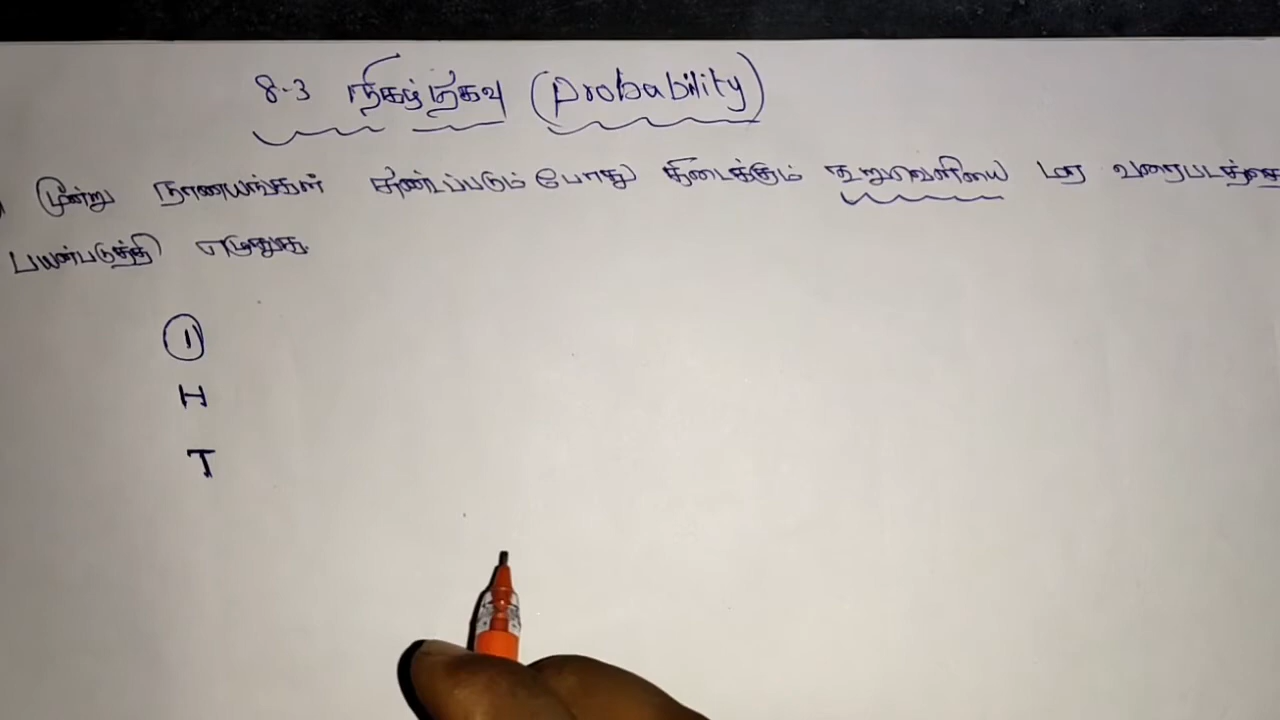 8-3 நிகழ்தகவு (Probability)
மூன்று நாணயங்கள் சுண்டப்படும் போது கிடைக்கும் கூறுவெளியை மர வரைபடத்தை
பயன்படுத்தி எழுதுக.
1
H
T